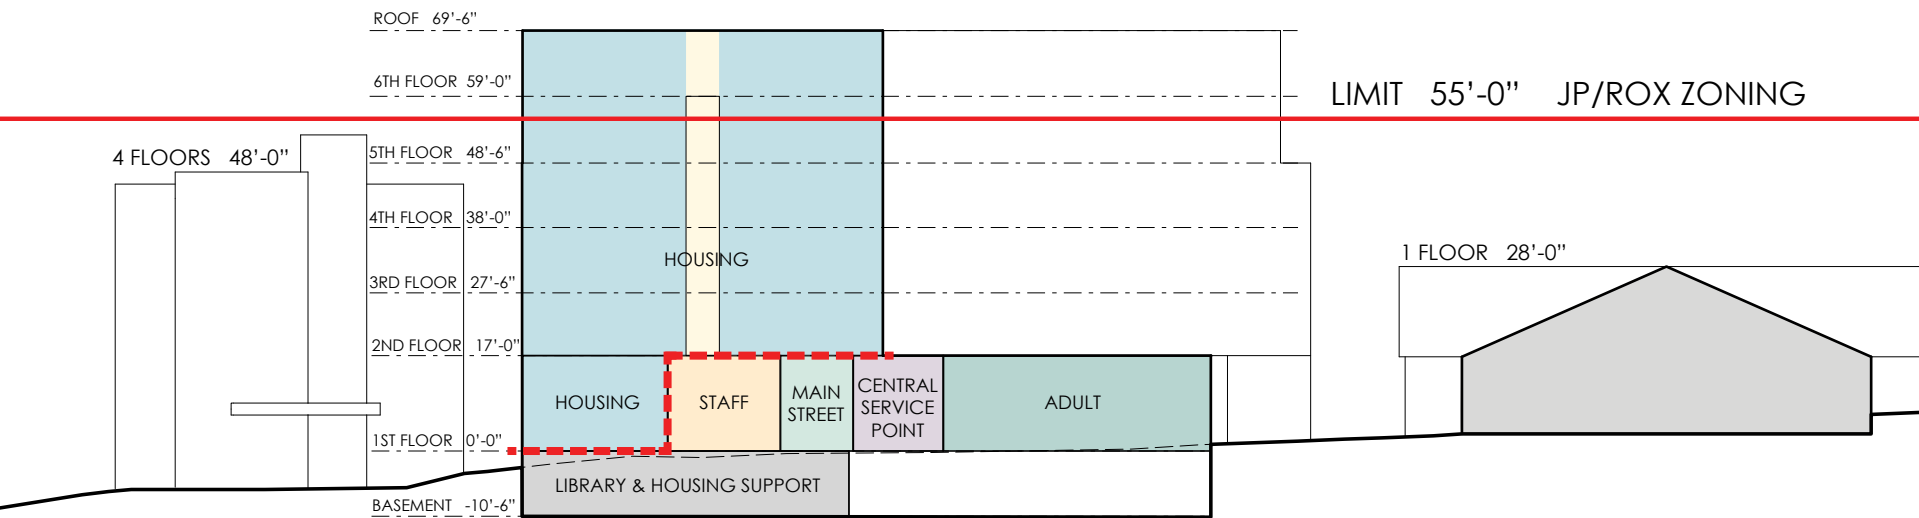 ROOF 69'-6"
6TH FLOOR 59'-0"
LIMIT 55'-0" JP/ROX ZONING
4 FLOORS 48'-0"
5TH FLOOR 48'-6"
4TH FLOOR 38'-0"
1 FLOOR 28'-0"
HOUSING
3RD FLOOR 27'-6"
2ND FLOOR 17'-0"
HOUSING
STAFF
MAIN
STREET
CENTRAL
SERVICE
POINT
ADULT
1ST FLOOR 0'-0"
LIBRARY & HOUSING SUPPORT
BASEMENT -10'-6"